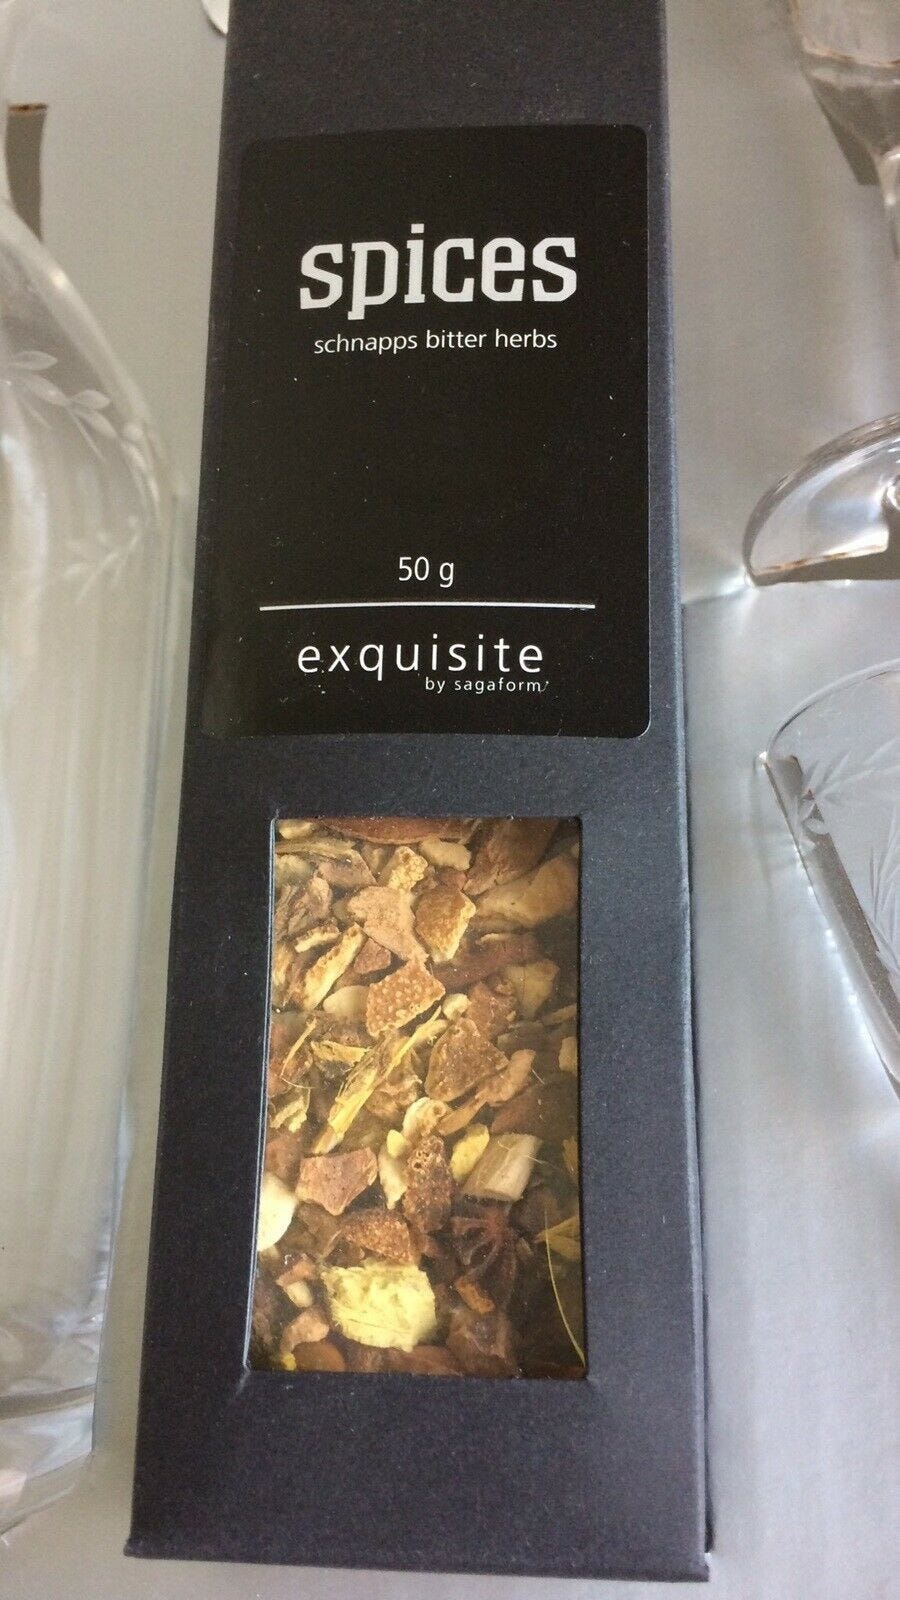 spices
schnapps bitter herbs
50 g
exquisite
by sagaform